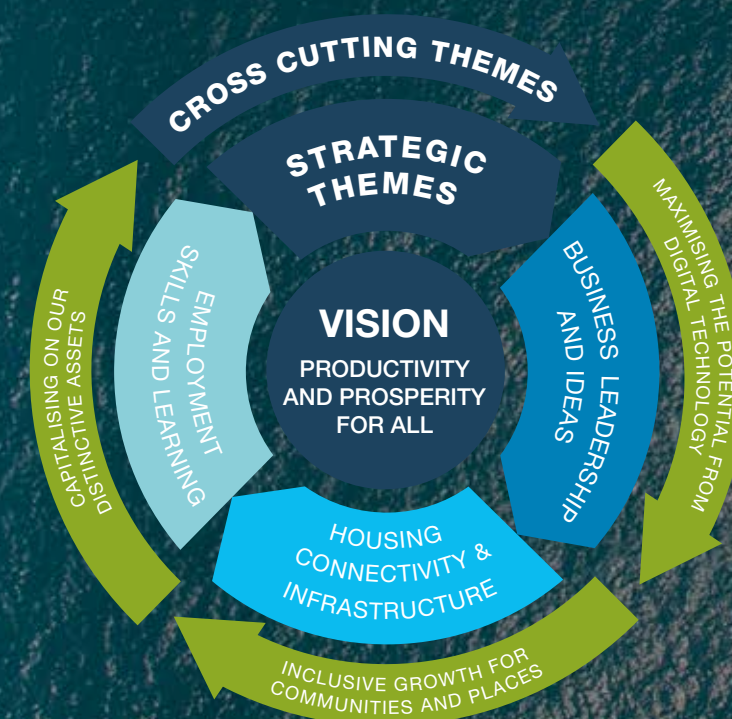 CROSS CUTTING THEMES
STRATEGIC
THEMES
MAXIMISING THE POTENTIAL FROM
DIGITAL TECHNOLOGY
BUSINESS LEADERSHIP
AND IDEAS
VISION
PRODUCTIVITY
AND PROSPERITY
FOR ALL
EMPLOYMENT
SKILLS AND LEARNING
CAPITALISING ON OUR
DISTINCTIVE ASSETS
HOUSING
CONNECTIVITY &
INFRASTRUCTURE
INCLUSIVE GROWTH FOR
COMMUNITIES AND PLACES